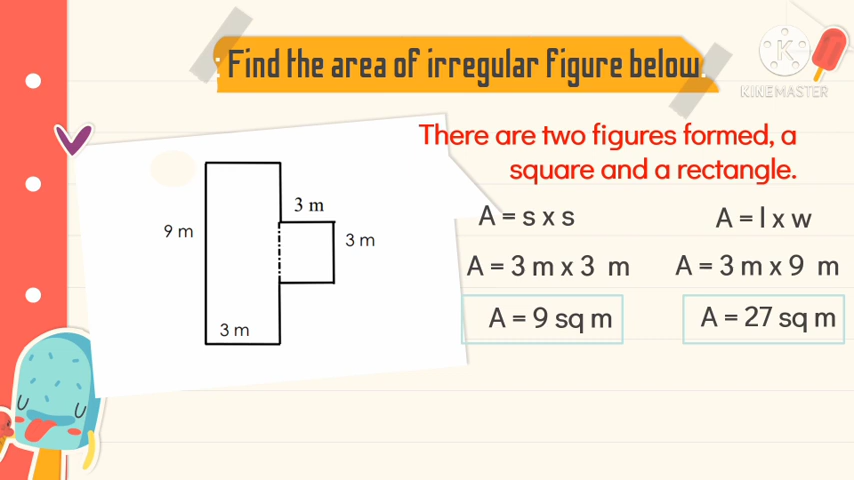 Find the area of irregular figure below.
K
KINEMASTER
There are two figures formed, a
square and a rectangle.
9 m
3 m
3 m
3 m
A = s x s
A = 3 m x 3 m
A = 9 sq m
A = l x w
A = 3 m x 9 m
A = 27 sq m